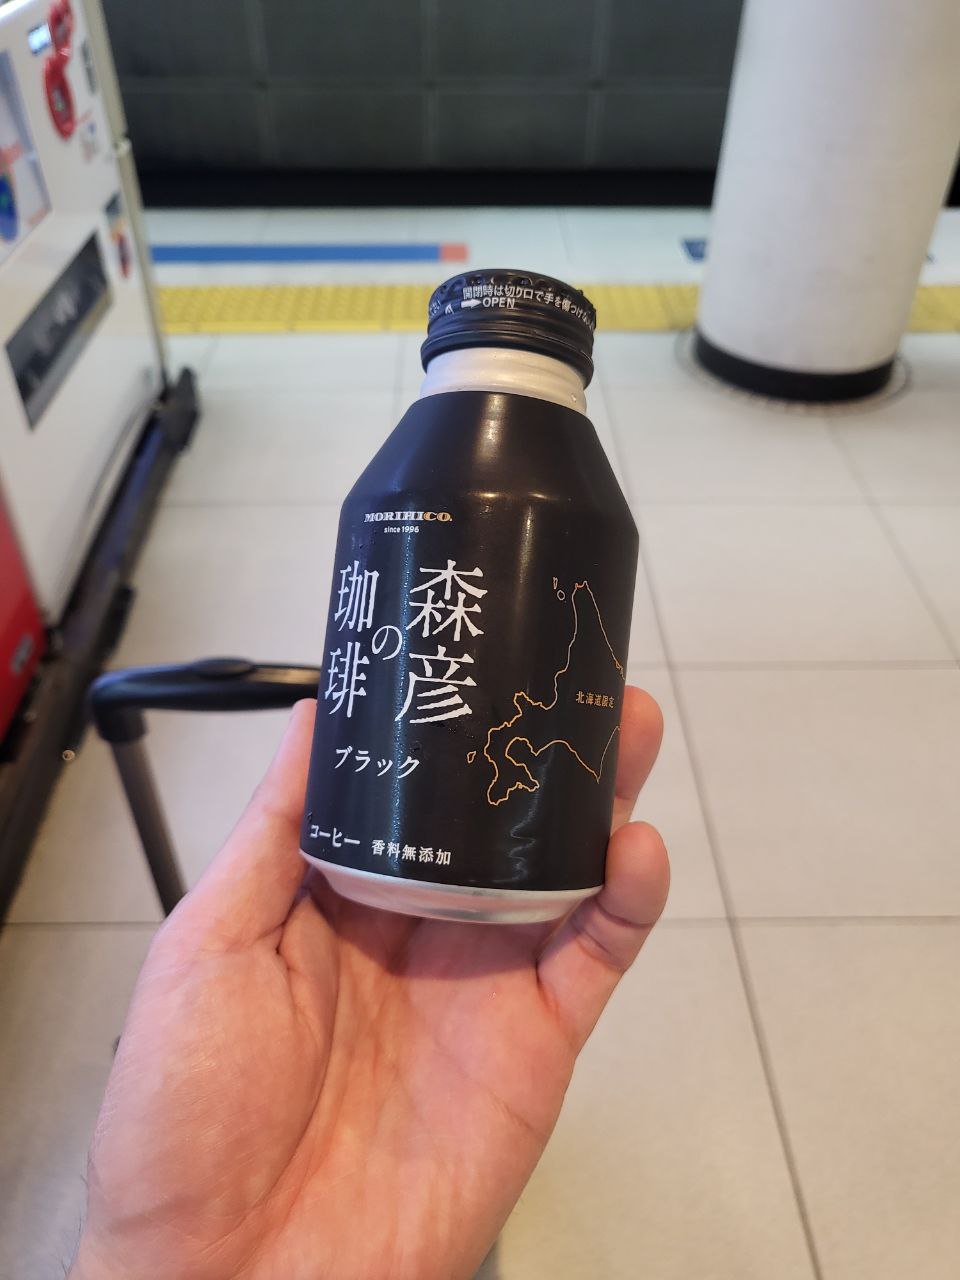 開閉時は切り口で手を傷つけない
OPEN
MORIHICO.
since 1996
森彦
の
珈琲
ブラック
北海道限定
コーヒー 香料無添加